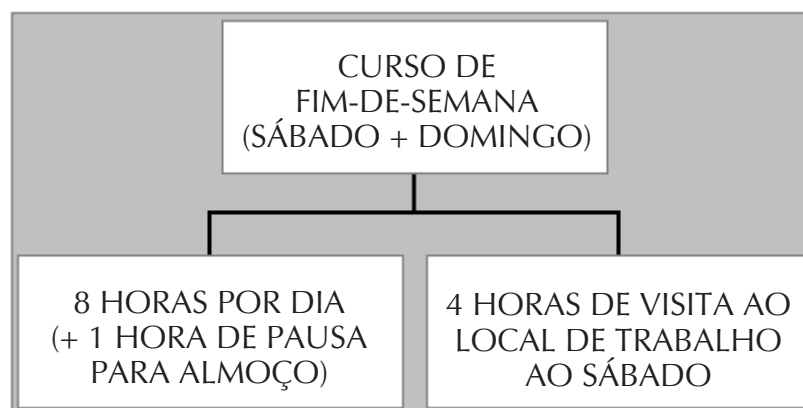 CURSO DE
FIM-DE-SEMANA
(SÁBADO + DOMINGO)
8 HORAS POR DIA
(+ 1 HORA DE PAUSA
PARA ALMOÇO)
4 HORAS DE VISITA AO
LOCAL DE TRABALHO
AO SÁBADO